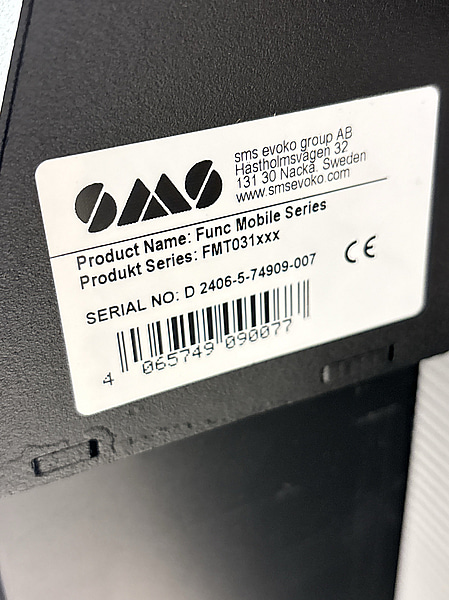 sms
sms evoko group AB
Hastholmsvägen 32
131 30 Nacka. Sweden
www.smsevoko.com
Product Name: Func Mobile Series
Produkt Series: FMT031xxx
CE
SERIAL NO: D 2406-5-74909-007
4 065749 090077